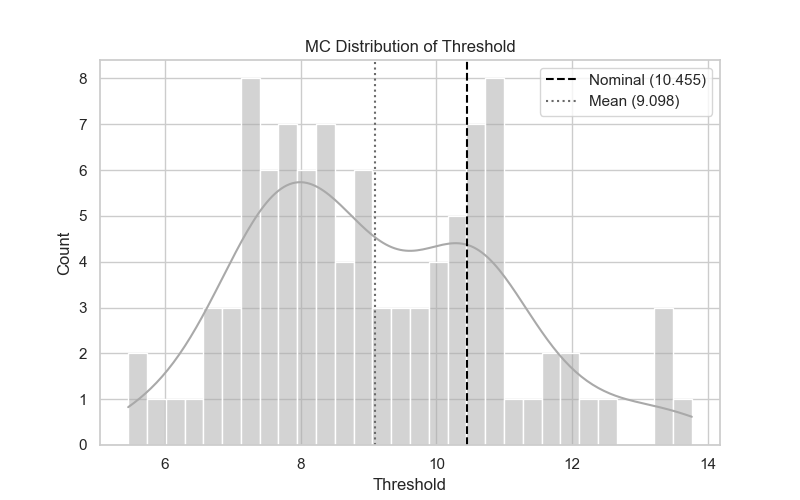 MC Distribution of Threshold
Nominal (10.455)
Mean (9.098)
Count
8
7
6
5
4
3
2
1
0
6
8
10
12
14
Threshold